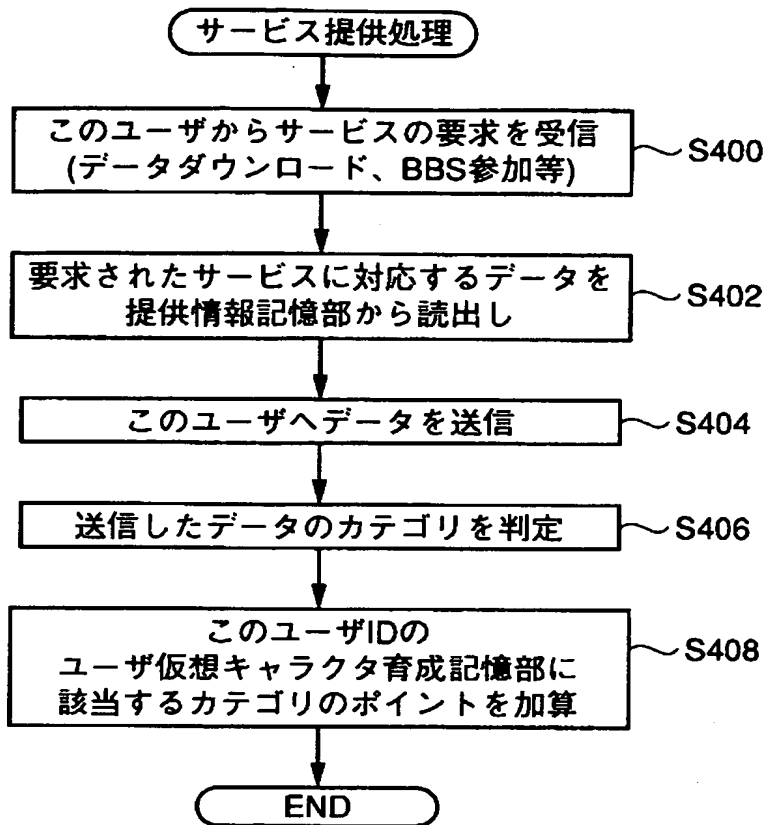 サービス提供処理
このユーザからサービスの要求を受信
(データダウンロード、BBS参加等)
S400
要求されたサービスに対応するデータを
提供情報記憶部から読出し
S402
このユーザへデータを送信
S404
送信したデータのカテゴリを判定
S406
このユーザIDの
ユーザ仮想キャラクタ育成記憶部に
該当するカテゴリのポイントを加算
S408
END